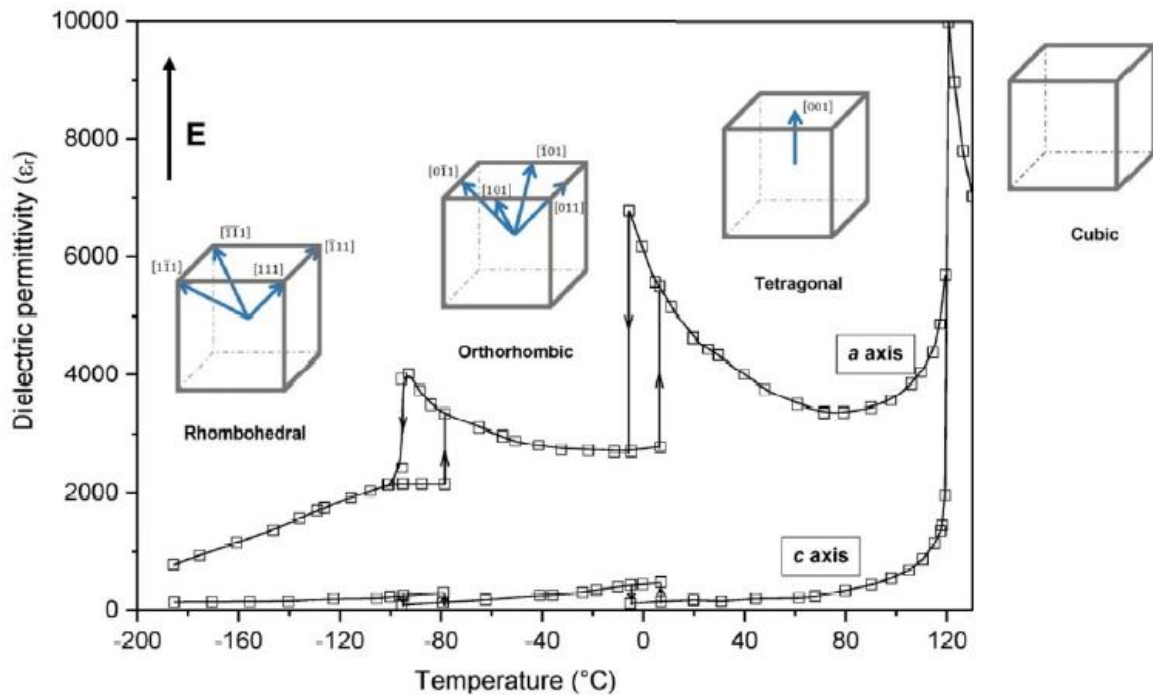 10000
8000
6000
4000
2000
0
Dielectric permittivity (εr)
E
[1̄1̄1]
[1̄11]
[11̄1]
[111]
Rhombohedral
[1̄01]
[01̄1]
[101]
[011]
Orthorhombic
[001]
Tetragonal
Cubic
a axis
c axis
-200 -160 -120 -80 -40 0 40 80 120
Temperature (°C)